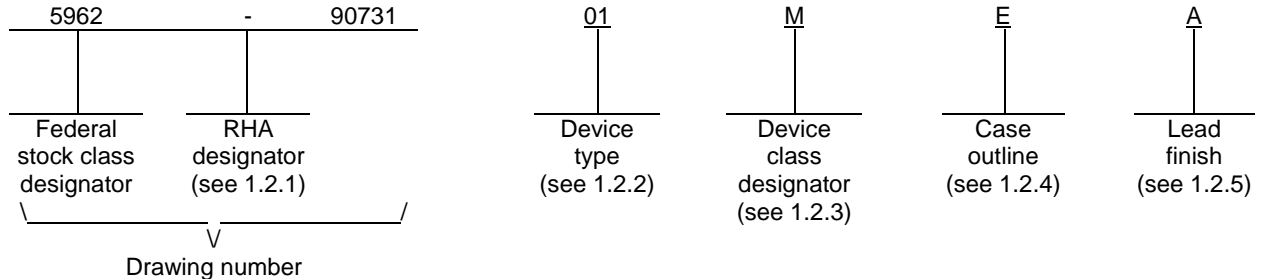 5962 - 90731 01 M E A
Federal RHA Device Device Case Lead
stock class designator type class outline finish
designator (see 1.2.1) (see 1.2.2) designator (see 1.2.4) (see 1.2.5)
(see 1.2.3)
\ /
\/
Drawing number